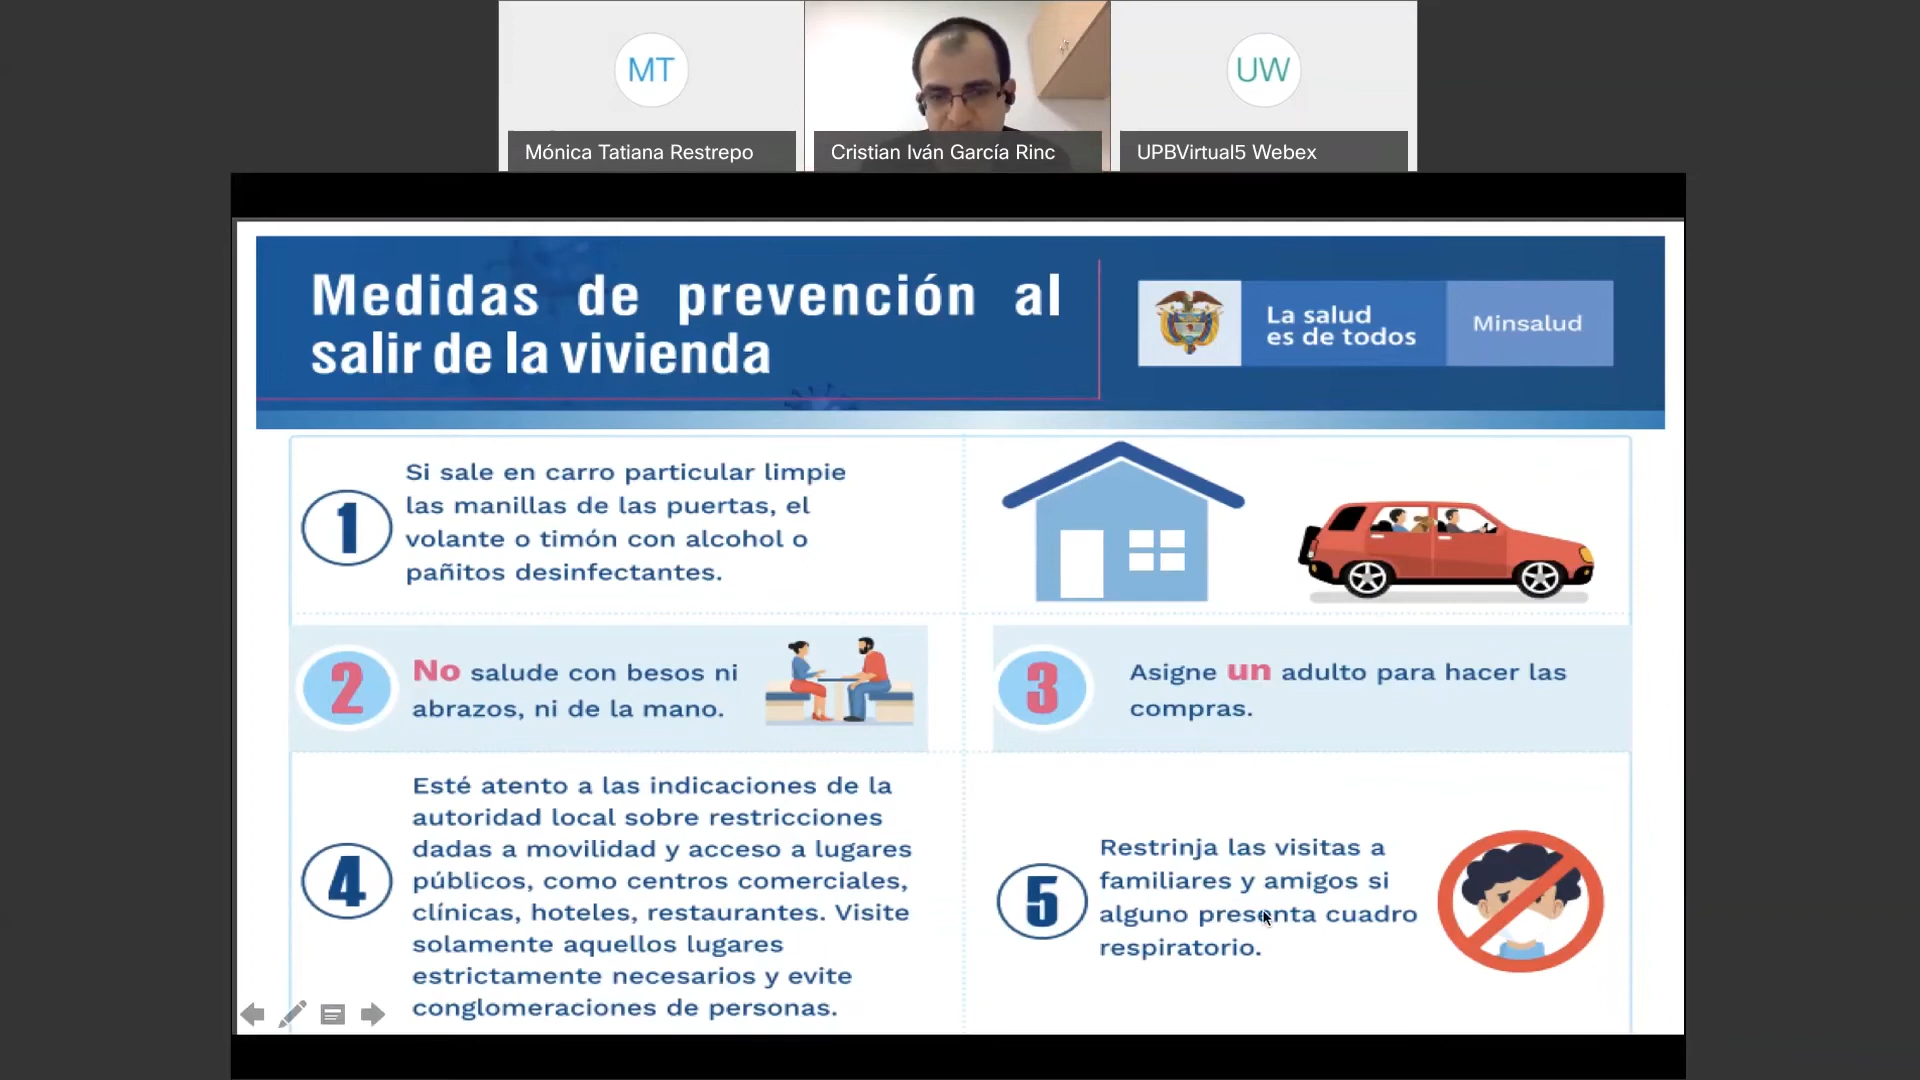 MT
UW
Mónica Tatiana Restrepo
Cristian Iván García Rinc
UPBVirtual5 Webex
Medidas de prevención al
salir de la vivienda
La salud
es de todos
Minsalud
1
Si sale en carro particular limpie
las manillas de las puertas, el
volante o timón con alcohol o
pañitos desinfectantes.
2
No salude con besos ni
abrazos, ni de la mano.
3
Asigne un adulto para hacer las
compras.
4
Esté atento a las indicaciones de la
autoridad local sobre restricciones
dadas a movilidad y acceso a lugares
públicos, como centros comerciales,
clínicas, hoteles, restaurantes. Visite
solamente aquellos lugares
estrictamente necesarios y evite
conglomeraciones de personas.
5
Restrinja las visitas a
familiares y amigos si
alguno presenta cuadro
respiratorio.